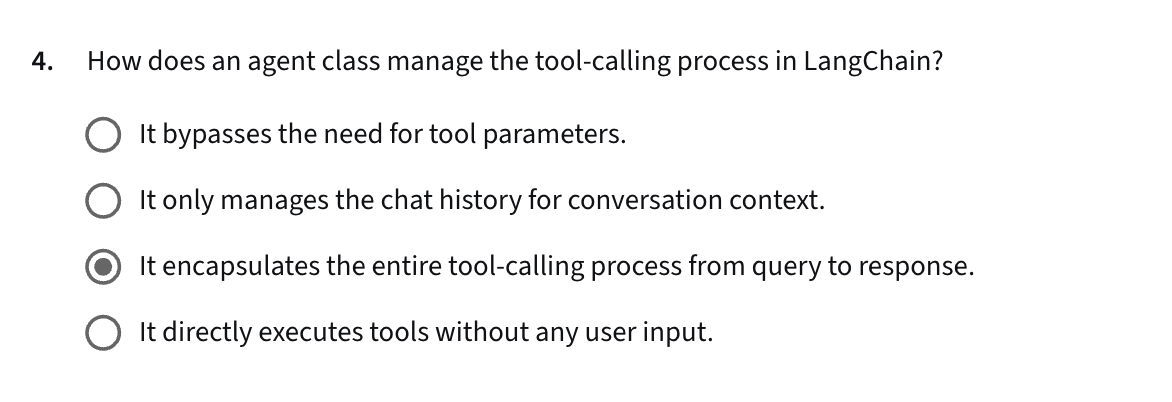 4. How does an agent class manage the tool-calling process in LangChain?
It bypasses the need for tool parameters.
It only manages the chat history for conversation context.
It encapsulates the entire tool-calling process from query to response.
It directly executes tools without any user input.